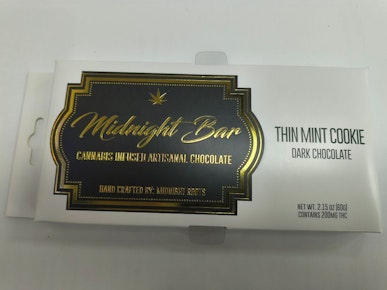 Midnight Bar
CANNABIS INFUSED ARTISANAL CHOCOLATE
HAND CRAFTED BY: MIDNIGHT ROOTS
THIN MINT COOKIE
DARK CHOCOLATE
NET WT. 2.15 oz (60g)
CONTAINS 200MG THC